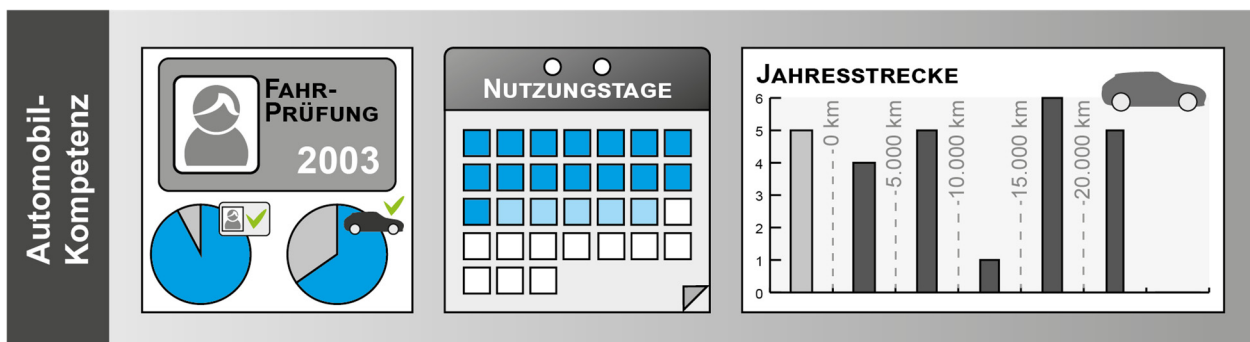 Automobil-
Kompetenz
FAHR-
PRÜFUNG
2003
NUTZUNGSTAGE
JAHRESSTRECKE
6
5
4
3
2
1
0
0 km
5.000 km
10.000 km
15.000 km
20.000 km